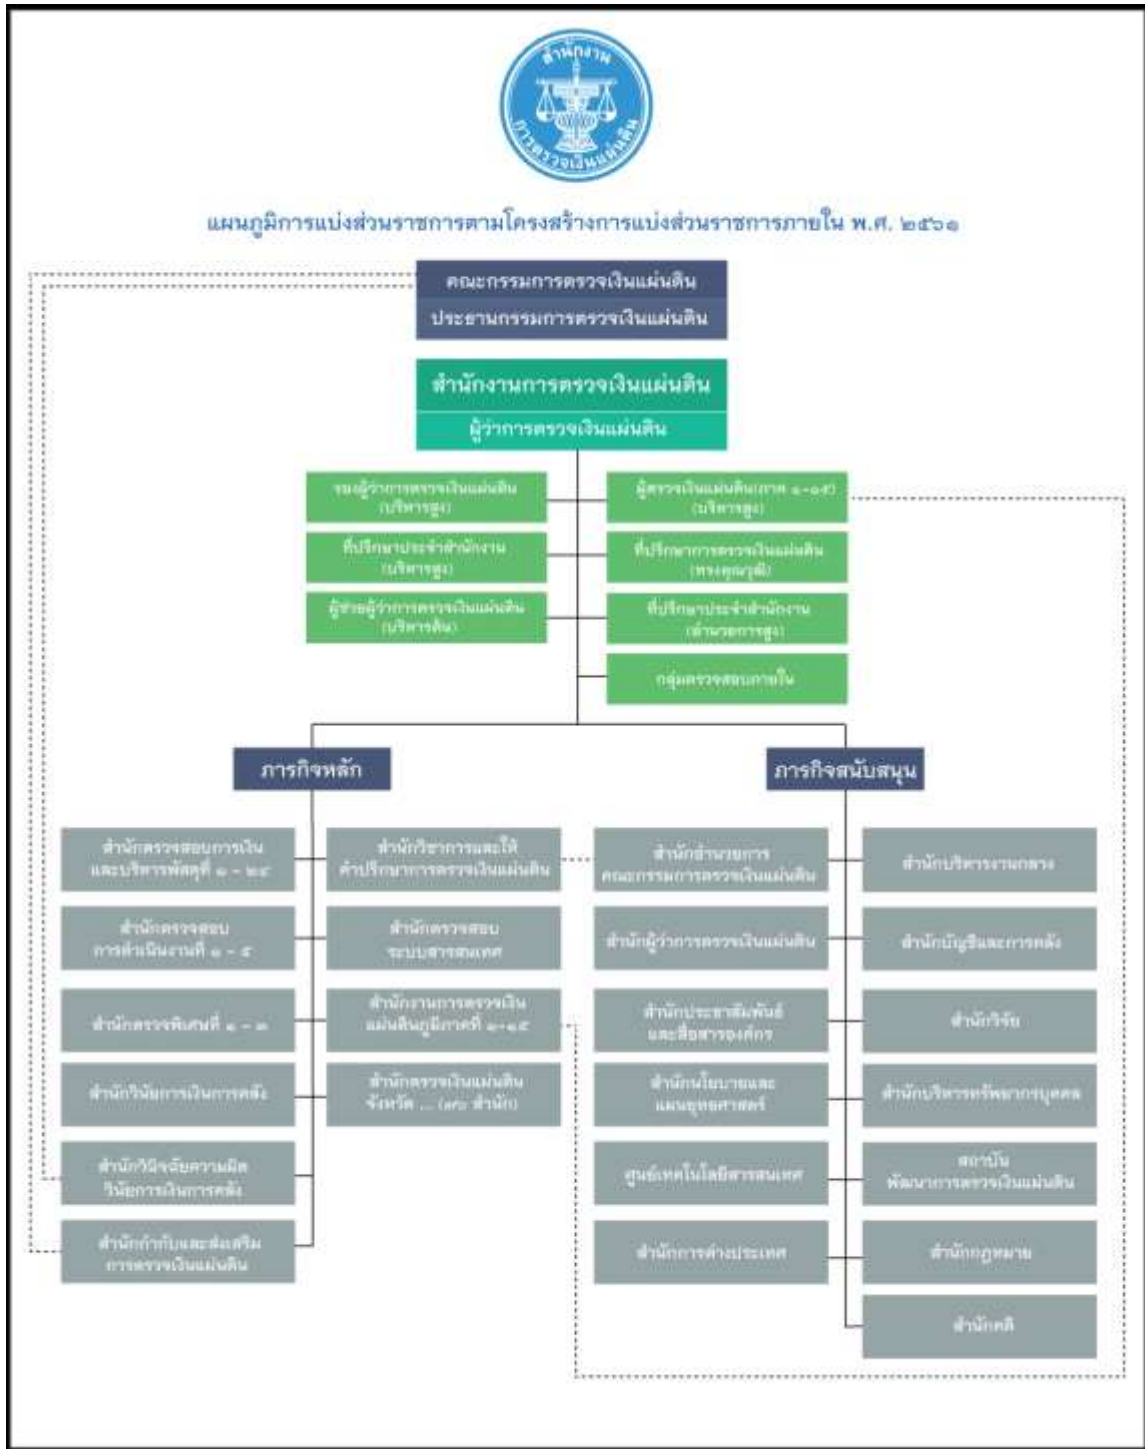 สำนักงาน
การตรวจเงินแผ่นดิน
แผนภูมิการแบ่งส่วนราชการตามโครงสร้างการแบ่งส่วนราชการภายใน พ.ศ. ๒๕๖๑
คณะกรรมการตรวจเงินแผ่นดิน
ประธานกรรมการตรวจเงินแผ่นดิน
สำนักงานการตรวจเงินแผ่นดิน
ผู้ว่าการตรวจเงินแผ่นดิน
รองผู้ว่าการตรวจเงินแผ่นดิน
(บริหารสูง)
ผู้ตรวจเงินแผ่นดิน(ภาค ๑-๑๕)
(บริหารสูง)
ที่ปรึกษาประจำสำนักงาน
(บริหารสูง)
ที่ปรึกษาการตรวจเงินแผ่นดิน
(ทรงคุณวุฒิ)
ผู้ช่วยผู้ว่าการตรวจเงินแผ่นดิน
(บริหารต้น)
ที่ปรึกษาประจำสำนักงาน
(อำนวยการสูง)
กลุ่มตรวจสอบภายใน
ภารกิจหลัก
ภารกิจสนับสนุน
สำนักตรวจสอบการเงิน
และบริหารพัสดุที่ ๑ -
สำนักวิชาการและให้
คำปรึกษาการตรวจเงินแผ่นดิน
สำนักอำนวยการ
คณะกรรมการตรวจเงินแผ่นดิน
สำนักบริหารงานกลาง
สำนักตรวจสอบ
การดำเนินงานที่ ๑ - ๕
สำนักตรวจสอบ
ระบบสารสนเทศ
สำนักผู้ว่าการตรวจเงินแผ่นดิน
สำนักบัญชีและการคลัง
สำนักตรวจพิเศษที่ ๑ -
สำนักงานการตรวจเงิน
แผ่นดินภูมิภาคที่ ๑-๑๕
สำนักประชาสัมพันธ์
และสื่อสารองค์กร
สำนักวิจัย
สำนักวินัยการเงินการคลัง
สำนักตรวจเงินแผ่นดิน
จังหวัด ... ( สำนัก)
สำนักนโยบายและ
แผนยุทธศาสตร์
สำนักบริหารทรัพยากรบุคคล
สำนักวินิจฉัยความผิด
วินัยการเงินการคลัง
ศูนย์เทคโนโลยีสารสนเทศ
สถาบัน
พัฒนาการตรวจเงินแผ่นดิน
สำนักกำกับและส่งเสริม
การตรวจเงินแผ่นดิน
สำนักการต่างประเทศ
สำนักกฎหมาย
สำนักคดี